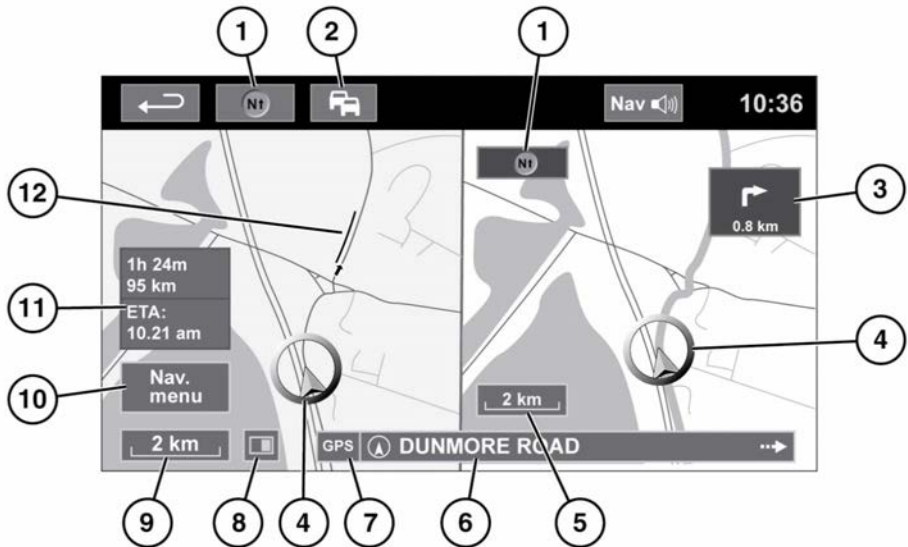 1
2
1
Nt
Nav
10:36
Nt
12
3
0.8 km
1h 24m
95 km
ETA:
10.21 am
11
4
10
Nav.
menu
2 km
2 km
GPS
DUNMORE ROAD
9
8
4
7
6
5